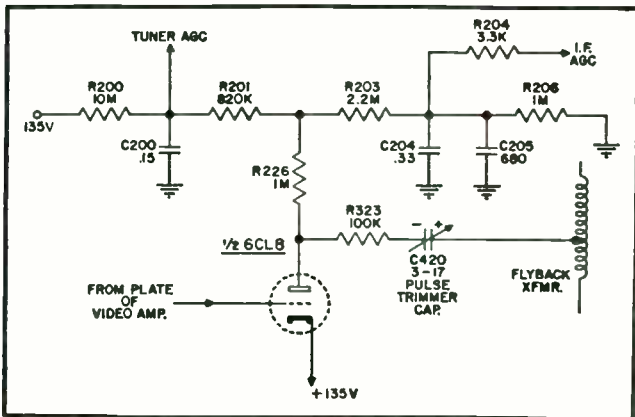 R204
3.3K
TUNER AGC
I.F.
AGC
R200
10M
R201
820K
R203
2.2M
R206
1M
135V
C200
.15
C204
.33
C205
680
R226
1M
R323
100K
- +
1/2 6CL8
C420
3-17
PULSE
TRIMMER
CAP.
FLYBACK
XFMR.
FROM PLATE
OF
VIDEO AMP.
+135V